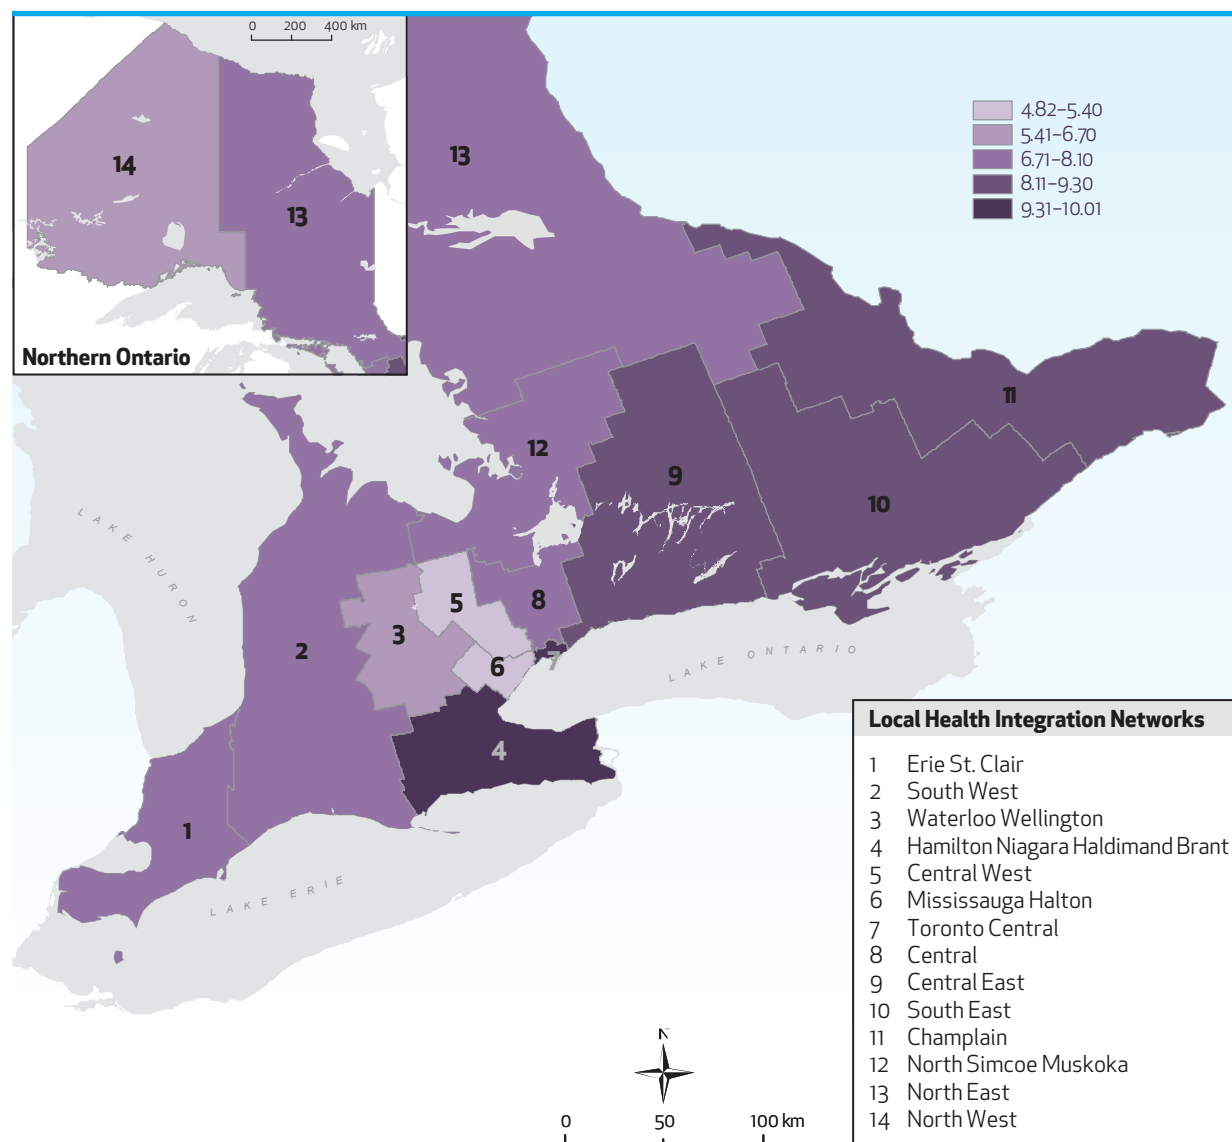 0 200 400 km
14
13
Northern Ontario
13
4.82–5.40
5.41–6.70
6.71–8.10
8.11–9.30
9.31–10.01
11
12
9
10
LAKE HURON
5
8
3
2
6
7
LAKE ONTARIO
4
1
LAKE ERIE
Local Health Integration Networks
1 Erie St. Clair
2 South West
3 Waterloo Wellington
4 Hamilton Niagara Haldimand Brant
5 Central West
6 Mississauga Halton
7 Toronto Central
8 Central
9 Central East
10 South East
11 Champlain
12 North Simcoe Muskoka
13 North East
14 North West
N
0 50 100 km